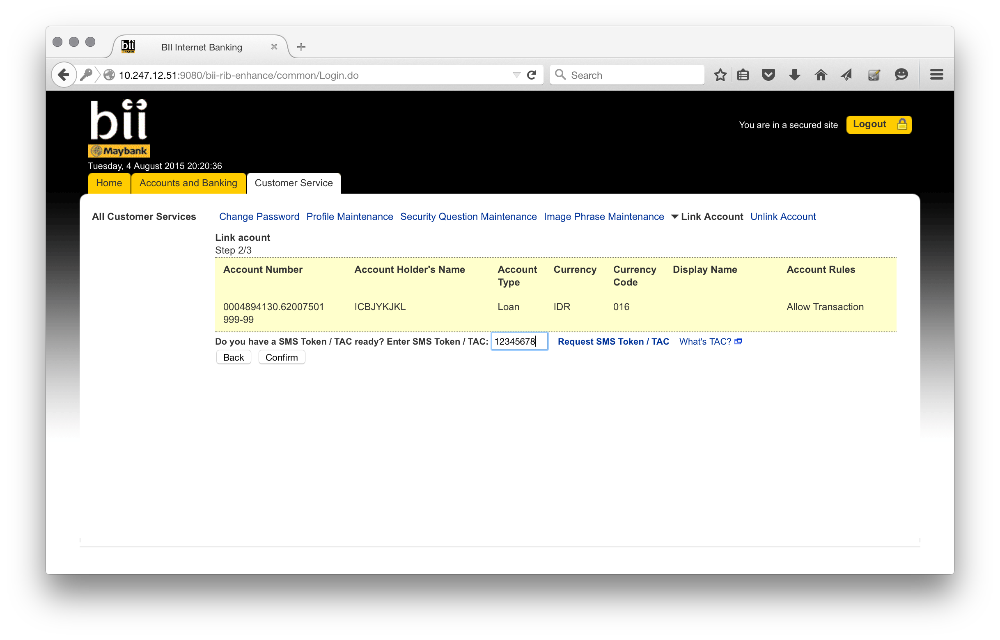 bii
Maybank
BII Internet Banking
10.247.12.51:9080/bii-rib-enhance/common/Login.do
Search
bii
You are in a secured site
Logout
Maybank
Tuesday, 4 August 2015 20:20:36
Home
Accounts and Banking
Customer Service
All Customer Services
Change Password
Profile Maintenance
Security Question Maintenance
Image Phrase Maintenance
Link Account
Unlink Account
Link acount
Step 2/3
Account Number
Account Holder's Name
Account
Type
Currency
Currency
Code
Display Name
Account Rules
0004894130.62007501
999-99
ICBJYKJKL
Loan
IDR
016
Allow Transaction
Do you have a SMS Token / TAC ready? Enter SMS Token / TAC:
12345678
Request SMS Token / TAC
What's TAC?
Back
Confirm